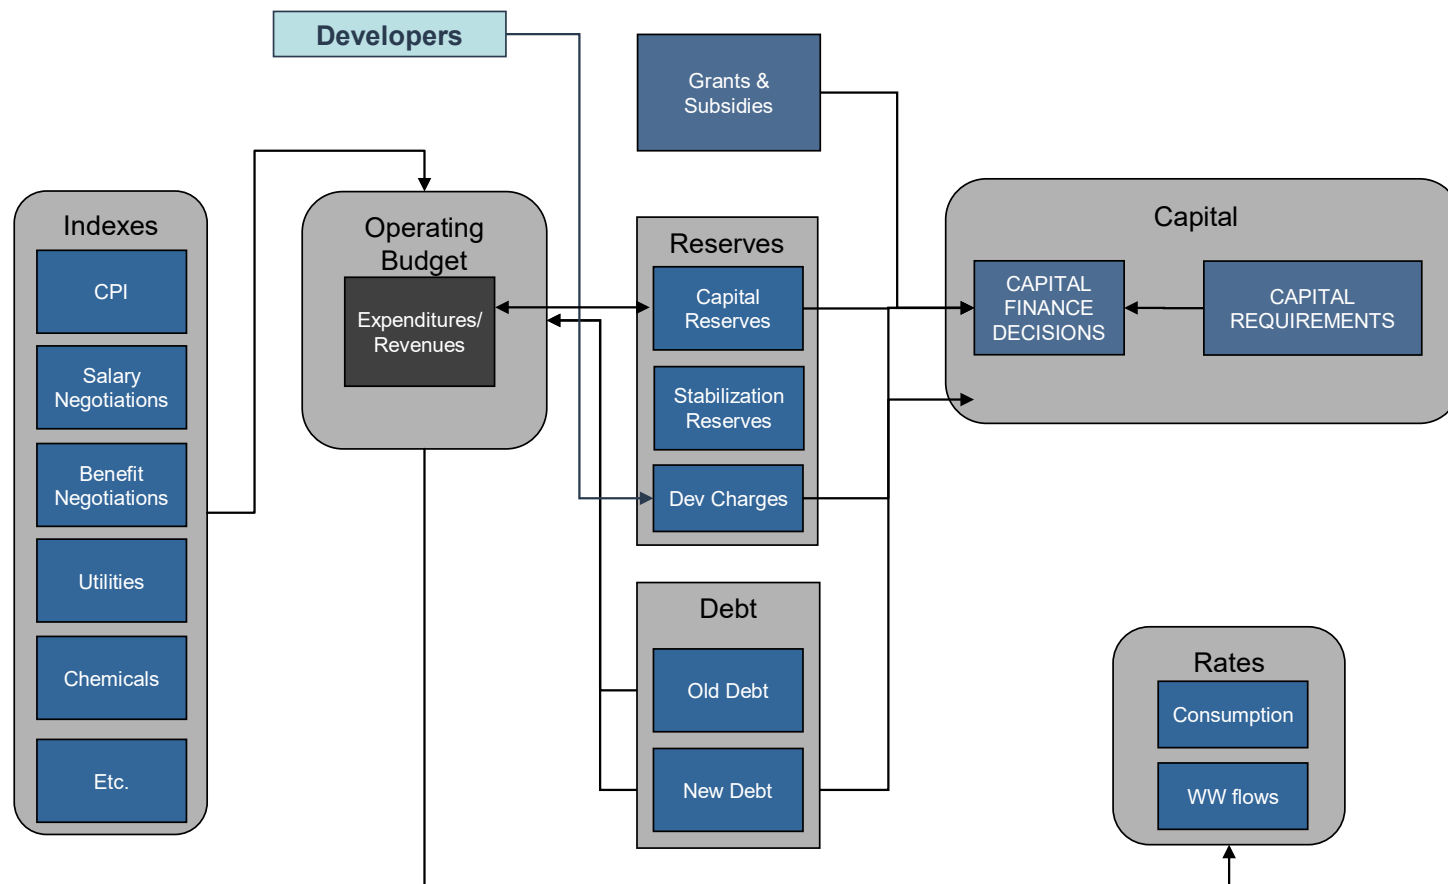 Developers
Grants &
Subsidies
Indexes
CPI
Salary
Negotiations
Benefit
Negotiations
Utilities
Chemicals
Etc.
Operating
Budget
Expenditures/
Revenues
Reserves
Capital
Reserves
Stabilization
Reserves
Dev Charges
Debt
Old Debt
New Debt
Capital
CAPITAL
FINANCE
DECISIONS
CAPITAL
REQUIREMENTS
Rates
Consumption
WW flows